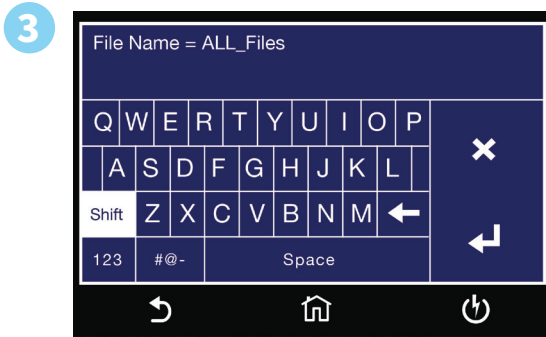 3
File Name = ALL_Files
Q W E R T Y U I O P
A S D F G H J K L
Shift Z X C V B N M
123 #@- Space